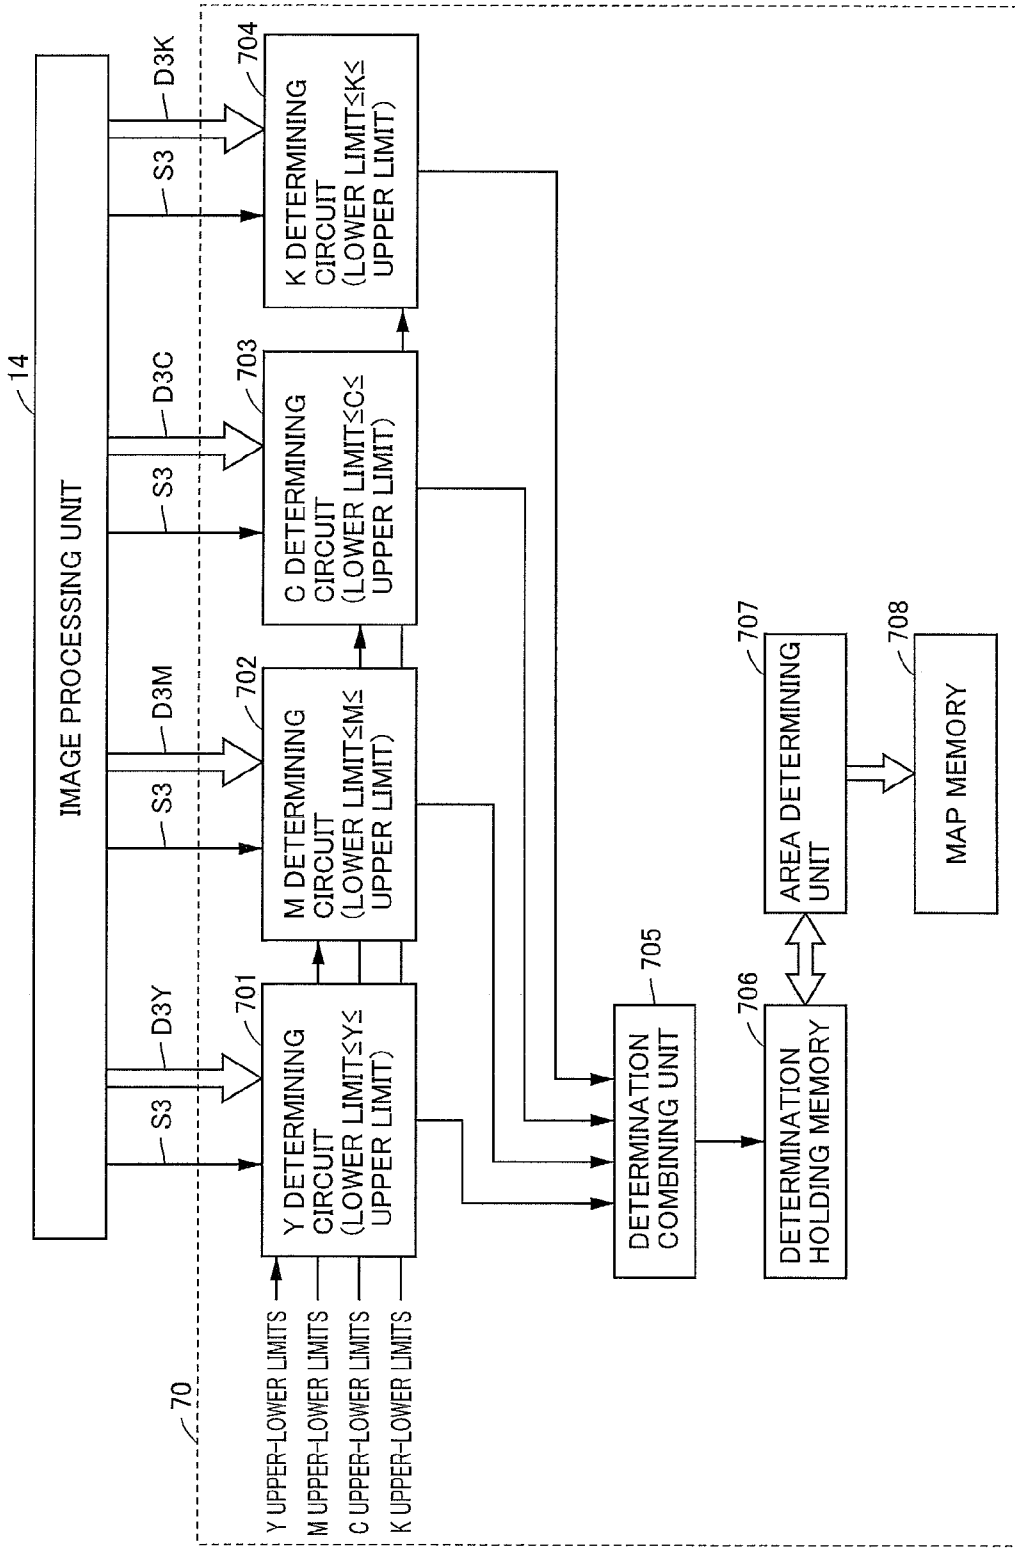 14
IMAGE PROCESSING UNIT
S3
D3Y
S3
D3M
S3
D3C
S3
D3K
70
701
702
703
704
Y DETERMINING
CIRCUIT
(LOWER LIMIT≤Y≤
UPPER LIMIT)
M DETERMINING
CIRCUIT
(LOWER LIMIT≤M≤
UPPER LIMIT)
C DETERMINING
CIRCUIT
(LOWER LIMIT≤C≤
UPPER LIMIT)
K DETERMINING
CIRCUIT
(LOWER LIMIT≤K≤
UPPER LIMIT)
Y UPPER-LOWER LIMITS
M UPPER-LOWER LIMITS
C UPPER-LOWER LIMITS
K UPPER-LOWER LIMITS
705
DETERMINATION
COMBINING UNIT
706
DETERMINATION
HOLDING MEMORY
707
AREA DETERMINING
UNIT
708
MAP MEMORY